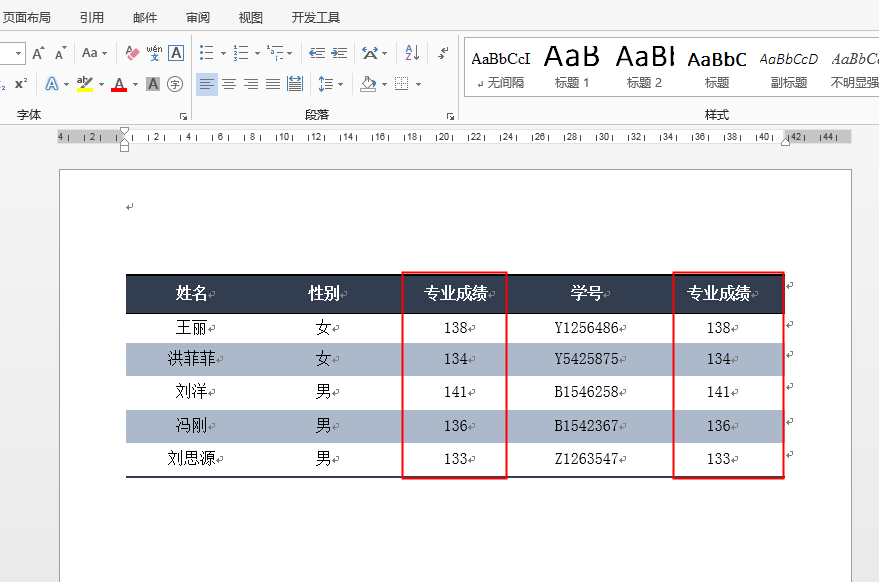 页面布局 引用 邮件 审阅 视图 开发工具
Aa wén A AaBbCcI AaB AaBl AaBbC AaBbCcD AaBbCc
无间隔 标题 1 标题 2 标题 副标题 不明显强
x² A aby A A 字 文
字体 段落 样式
4 2 2 4 6 8 10 12 14 16 18 20 22 24 26 28 30 32 34 36 38 40 42 44
姓名 性别 专业成绩 学号 专业成绩
王丽 女 138 Y1256486 138
洪菲菲 女 134 Y5425875 134
刘洋 男 141 B1546258 141
冯刚 男 136 B1542367 136
刘思源 男 133 Z1263547 133